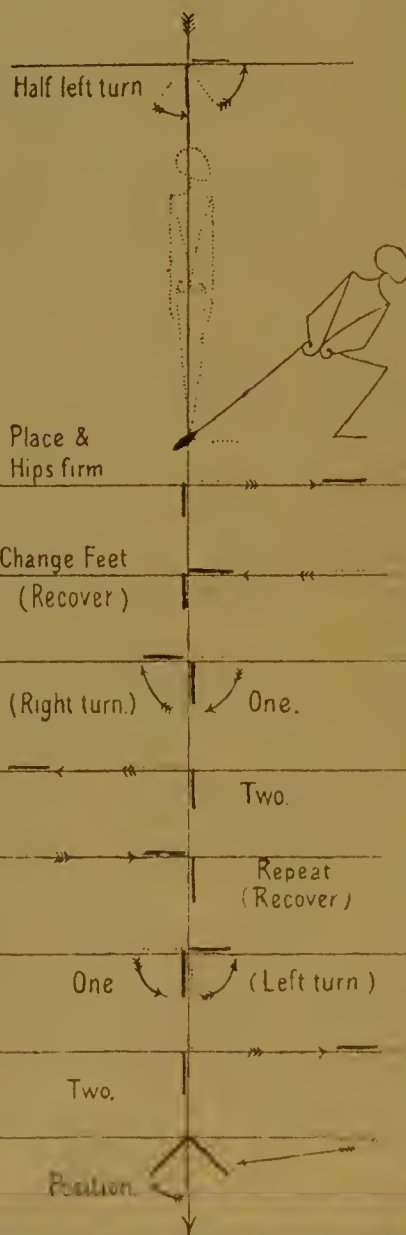 Half left turn
Place &
Hips firm
Change Feet
(Recover)
(Right turn.) One.
Two.
Repeat
(Recover)
One (Left turn)
Two.
Position.